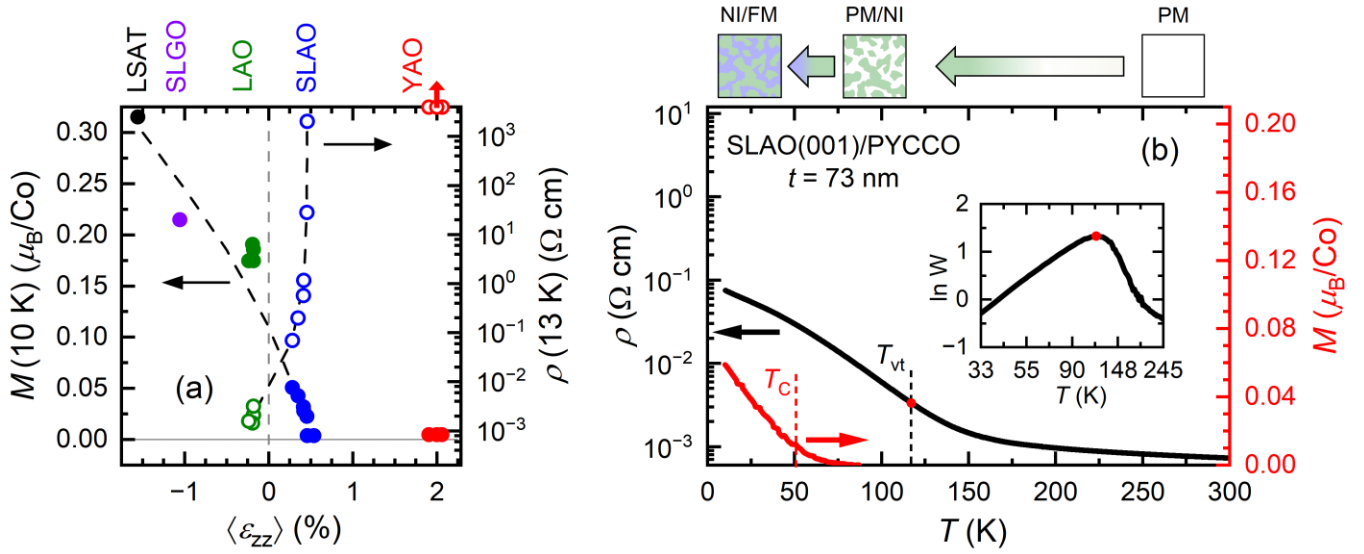 LSAT
SLGO
LAO
SLAO
YAO
0.30
0.25
0.20
0.15
0.10
0.05
0.00
M (10 K) (μB/Co)
(a)
10³
10²
10¹
10⁰
10⁻¹
10⁻²
10⁻³
ρ (13 K) (Ω cm)
−1 0 1 2
⟨εzz⟩ (%)
NI/FM PM/NI PM
SLAO(001)/PYCCO (b)
t = 73 nm
10¹
10⁰
10⁻¹
10⁻²
10⁻³
ρ (Ω cm)
TC
Tvt
2
1
0
−1
ln W
33 55 90 148 245
T (K)
0.20
0.16
0.12
0.08
0.04
0.00
M (μB/Co)
0 50 100 150 200 250 300
T (K)